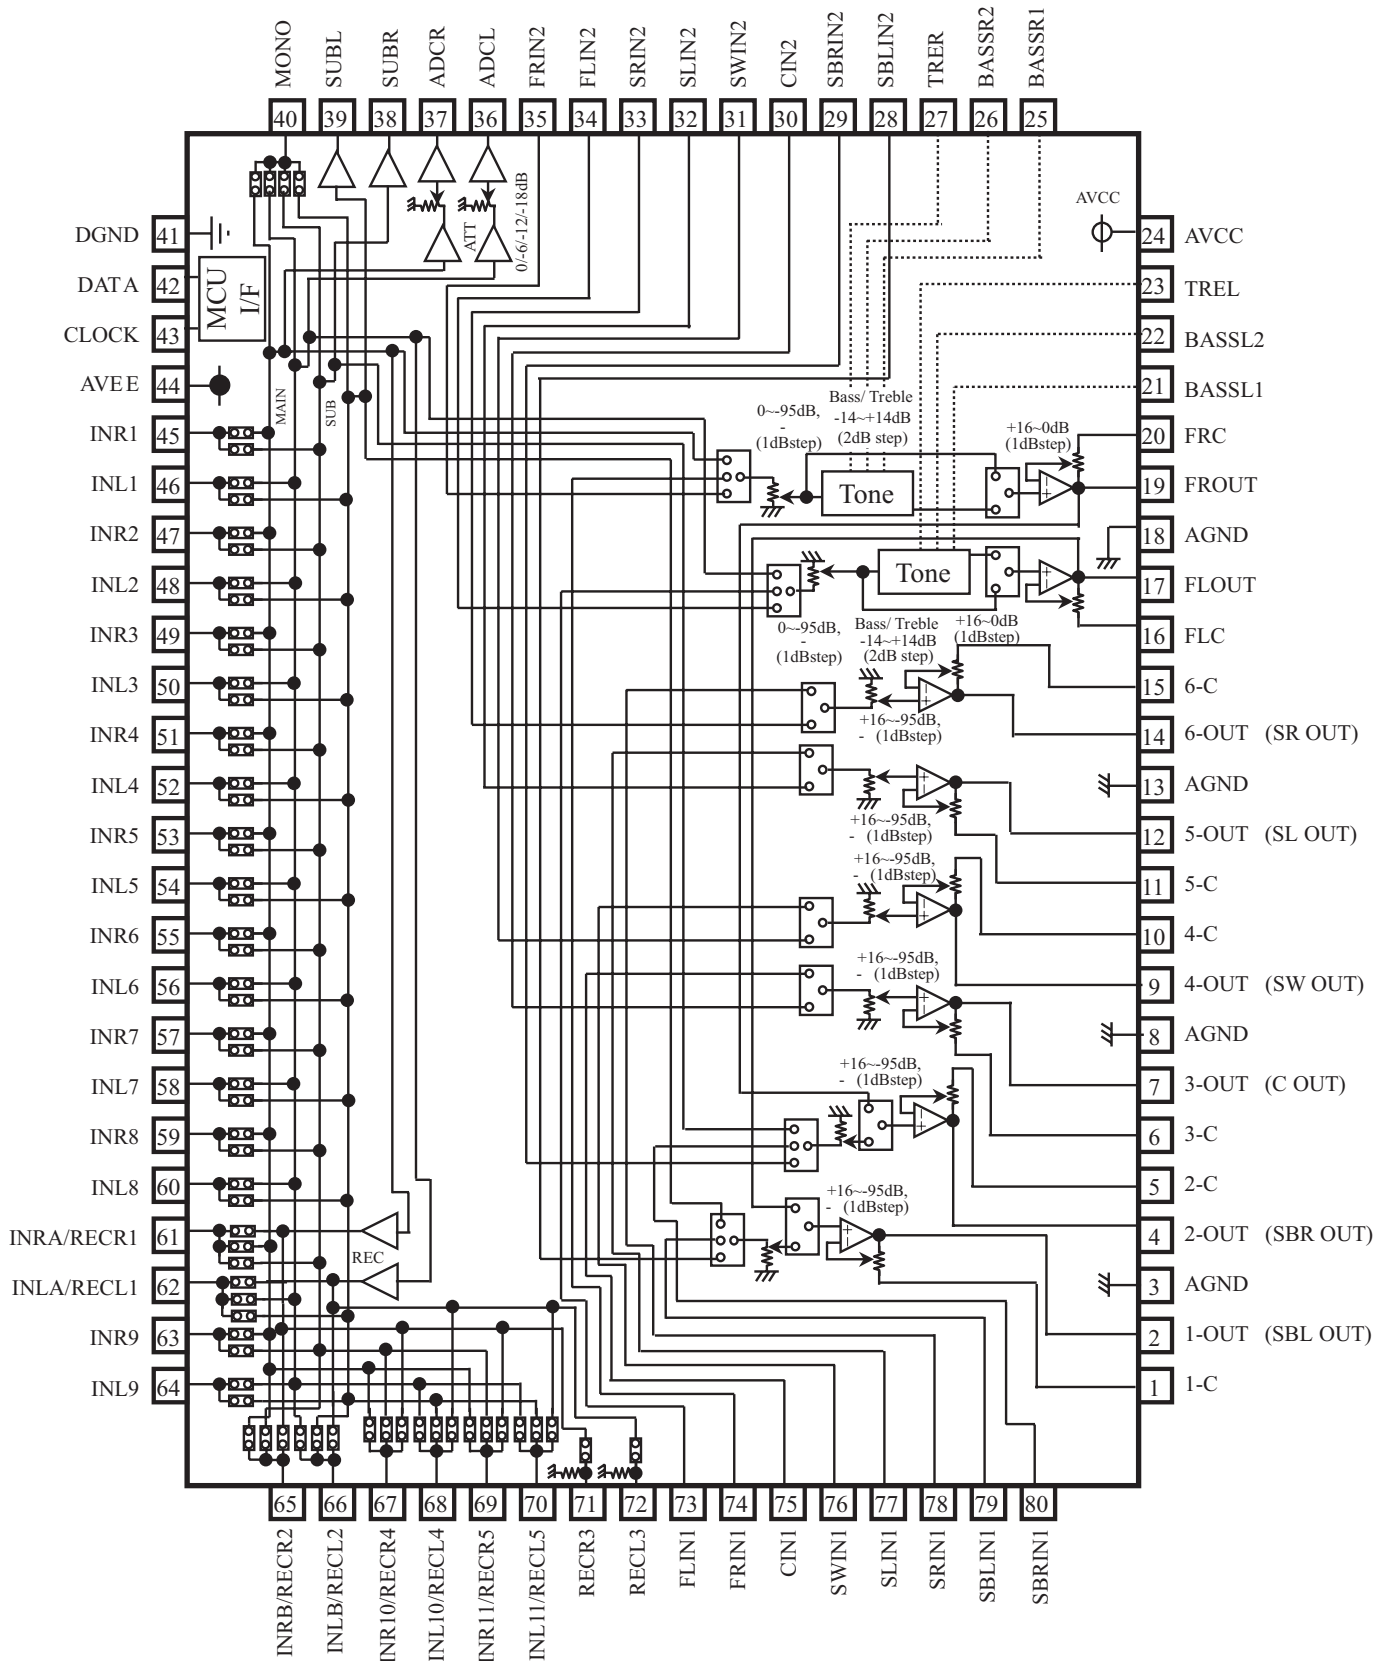 MONO
SUBL
SUBR
ADCR
ADCL
FRIN2
FLIN2
SRIN2
SLIN2
SWIN2
CIN2
SBRIN2
SBLIN2
TRER
BASSR2
BASSR1
40
39
38
37
36
35
34
33
32
31
30
29
28
27
26
25
DGND 41
DATA 42
CLOCK 43
AVEE 44
INR1 45
INL1 46
INR2 47
INL2 48
INR3 49
INL3 50
INR4 51
INL4 52
INR5 53
INL5 54
INR6 55
INL6 56
INR7 57
INL7 58
INR8 59
INL8 60
INRA/RECR1 61
INLA/RECL1 62
INR9 63
INL9 64
MCU
I/F
MAIN
SUB
ATT
0/-6/-12/-18dB
REC
AVCC
0~-95dB,
-
(1dBstep)
Bass/ Treble
-14~+14dB
(2dB step)
+16~0dB
(1dBstep)
Tone
Tone
0~-95dB,
-
(1dBstep)
Bass/ Treble
-14~+14dB
(2dB step)
+16~0dB
(1dBstep)
+16~-95dB,
- (1dBstep)
+16~-95dB,
- (1dBstep)
+16~-95dB,
- (1dBstep)
+16~-95dB,
- (1dBstep)
+16~-95dB,
- (1dBstep)
+16~-95dB,
- (1dBstep)
24 AVCC
23 TREL
22 BASSL2
21 BASSL1
20 FRC
19 FROUT
18 AGND
17 FLOUT
16 FLC
15 6-C
14 6-OUT (SR OUT)
13 AGND
12 5-OUT (SL OUT)
11 5-C
10 4-C
9 4-OUT (SW OUT)
8 AGND
7 3-OUT (C OUT)
6 3-C
5 2-C
4 2-OUT (SBR OUT)
3 AGND
2 1-OUT (SBL OUT)
1 1-C
65
66
67
68
69
70
71
72
73
74
75
76
77
78
79
80
INRB/RECR2
INLB/RECL2
INR10/RECR4
INL10/RECL4
INR11/RECR5
INL11/RECL5
RECR3
RECL3
FLIN1
FRIN1
CIN1
SWIN1
SLIN1
SRIN1
SBLIN1
SBRIN1